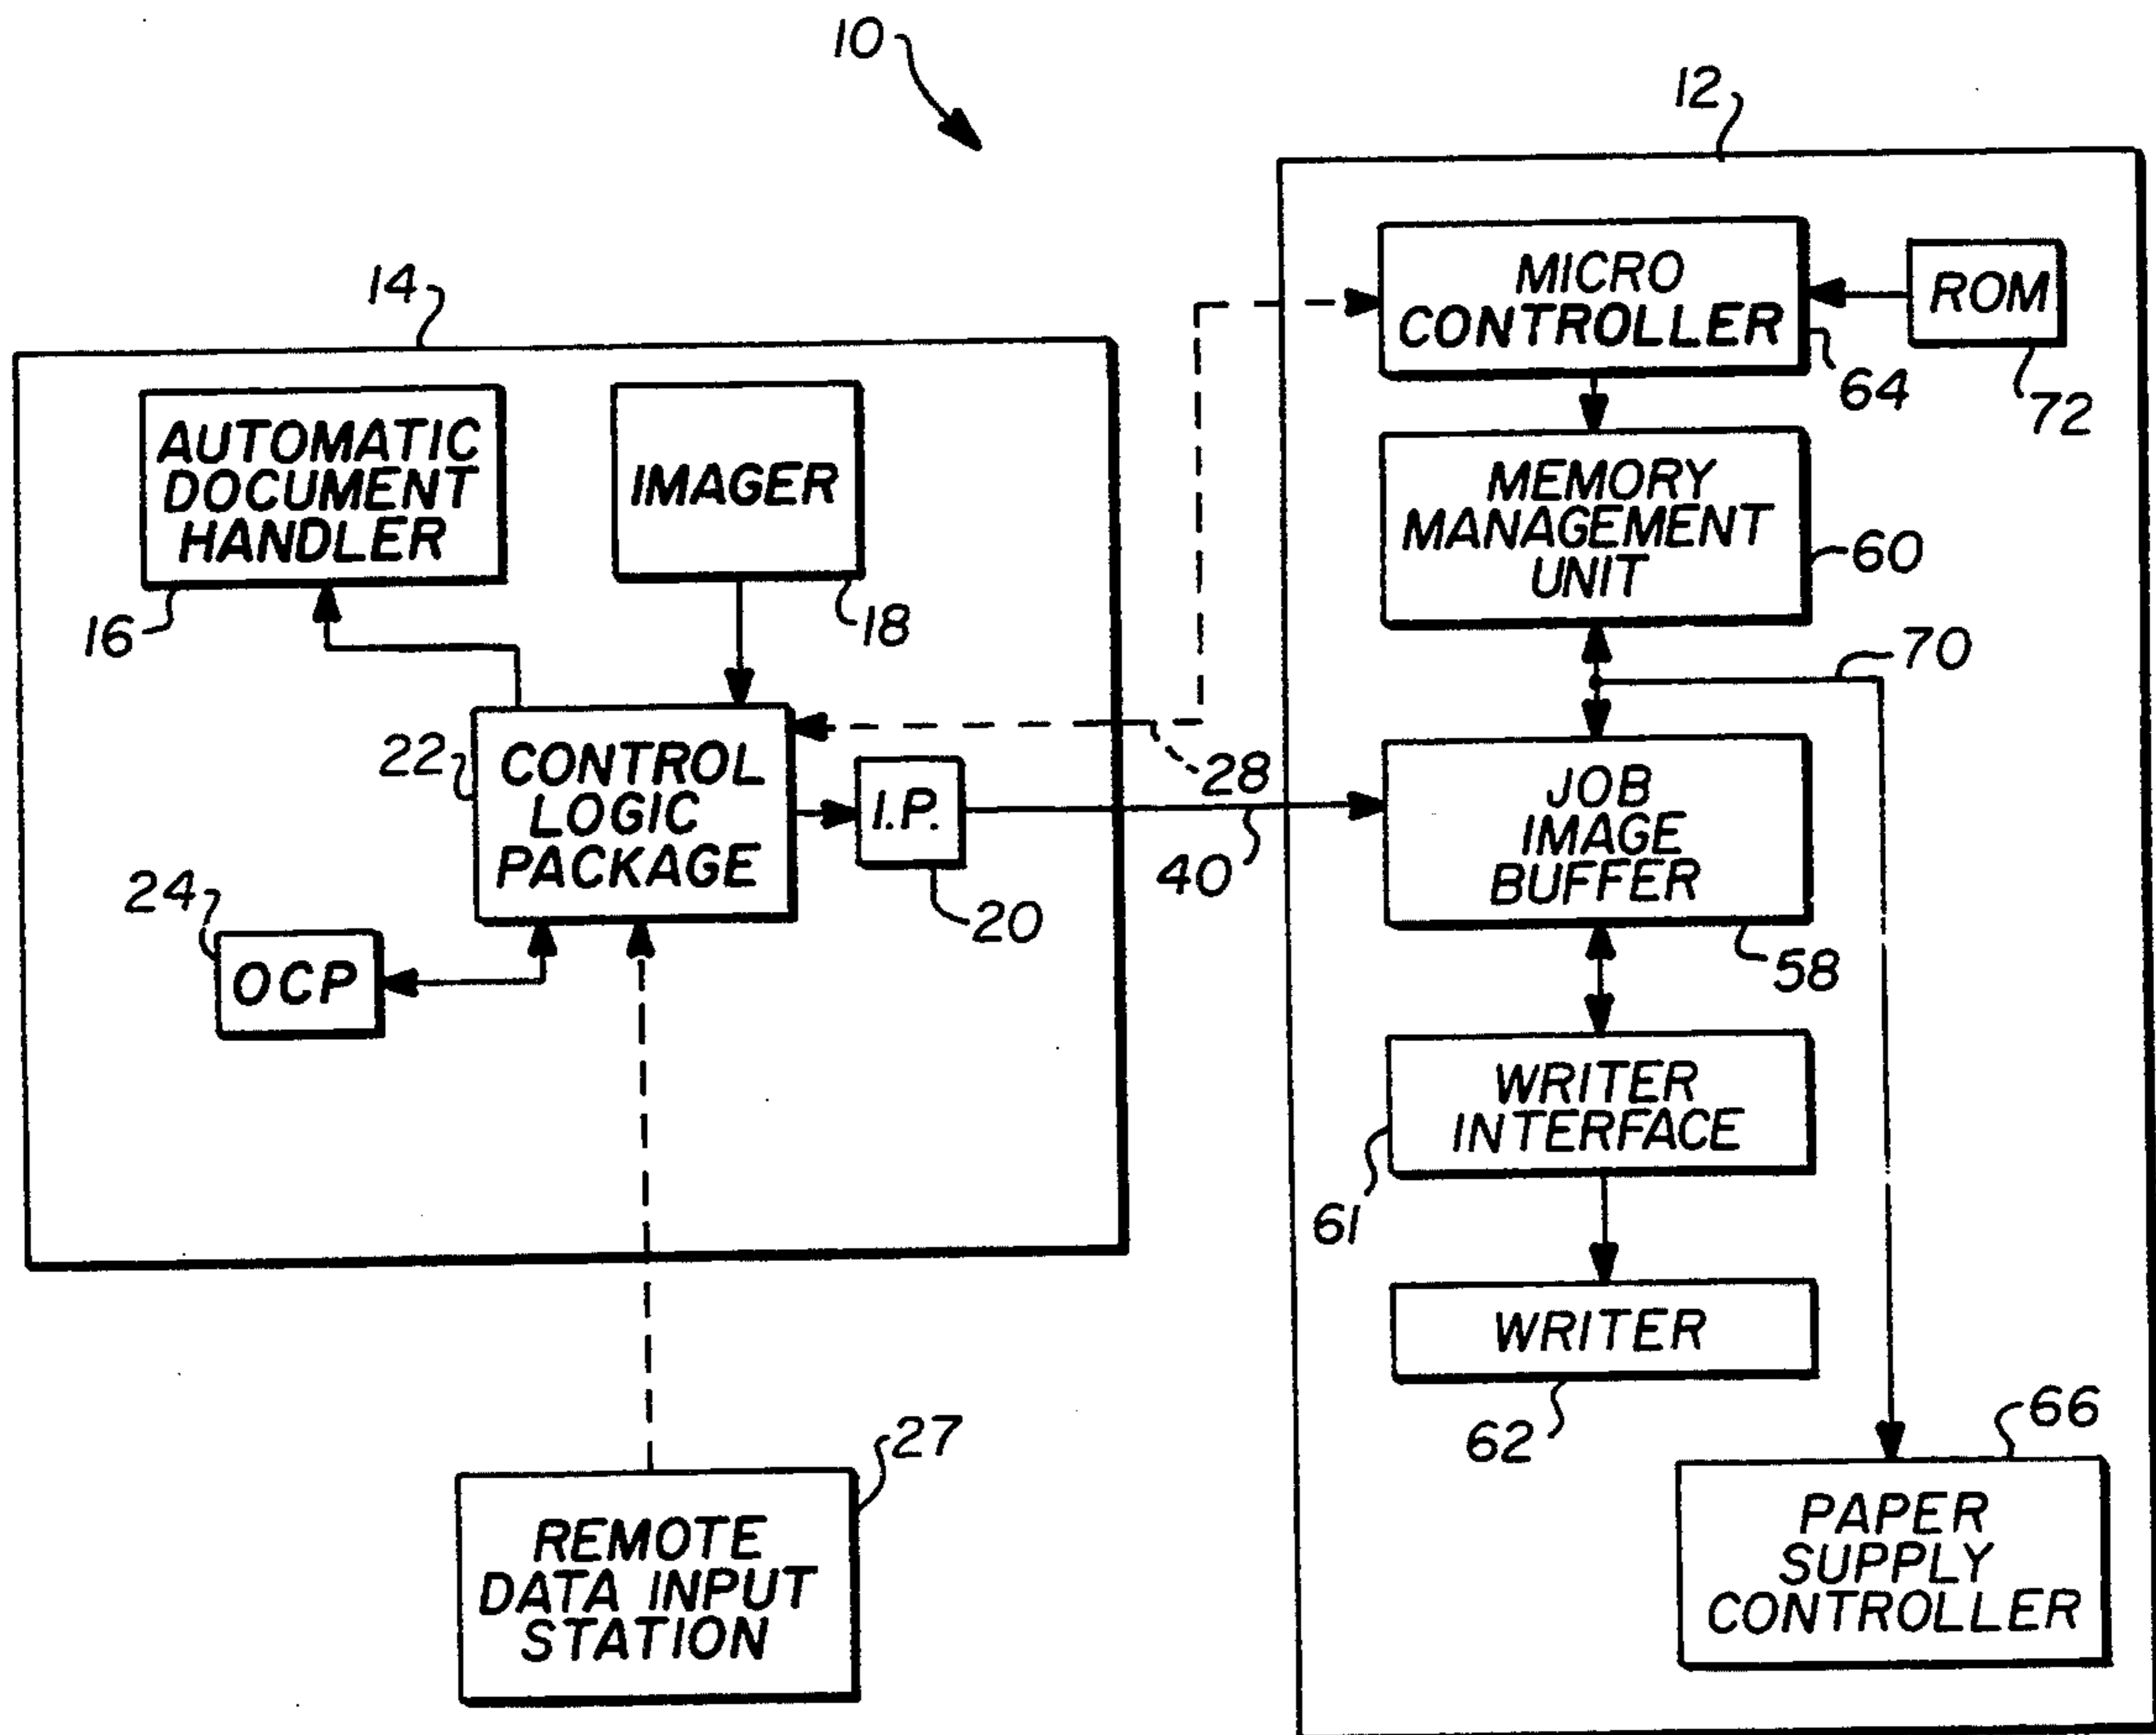 10
12
14
AUTOMATIC
DOCUMENT
HANDLER
16
IMAGER
18
22
CONTROL
LOGIC
PACKAGE
I.P.
20
24
OCP
28
40
REMOTE
DATA INPUT
STATION
27
MICRO
CONTROLLER
64
ROM
72
MEMORY
MANAGEMENT
UNIT
60
70
JOB
IMAGE
BUFFER
58
WRITER
INTERFACE
61
WRITER
62
66
PAPER
SUPPLY
CONTROLLER